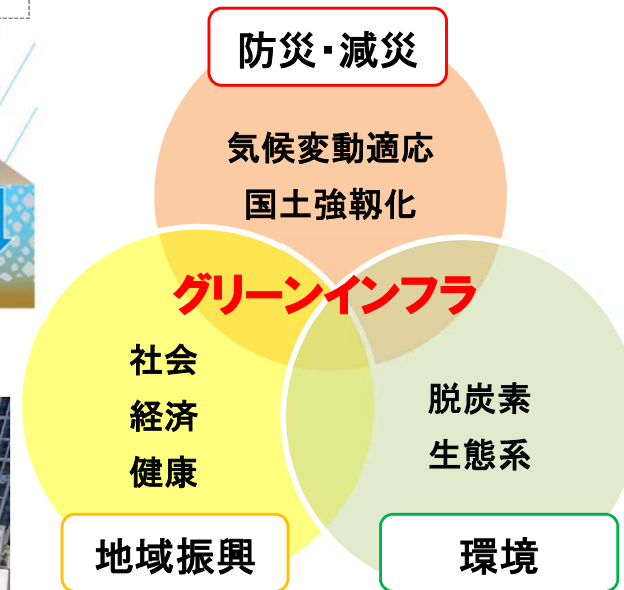 防災・減災
気候変動適応
国土強靱化
グリーンインフラ
社会
経済
健康
脱炭素
生態系
地域振興
環境